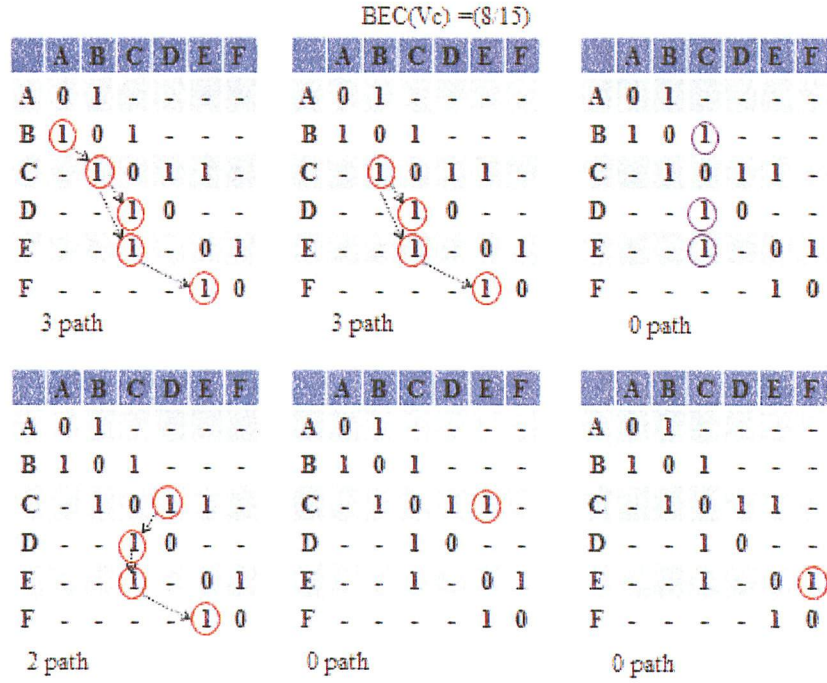 BEC(Vc) =(8/15)
A B C D E F
A 0 1 - - - -
B 1 0 1 - - -
C - 1 0 1 1 -
D - - 1 0 - -
E - - 1 - 0 1
F - - - - 1 0
3 path
A B C D E F
A 0 1 - - - -
B 1 0 1 - - -
C - 1 0 1 1 -
D - - 1 0 - -
E - - 1 - 0 1
F - - - - 1 0
3 path
A B C D E F
A 0 1 - - - -
B 1 0 1 - - -
C - 1 0 1 1 -
D - - 1 0 - -
E - - 1 - 0 1
F - - - - 1 0
0 path
A B C D E F
A 0 1 - - - -
B 1 0 1 - - -
C - 1 0 1 1 -
D - - 1 0 - -
E - - 1 - 0 1
F - - - - 1 0
2 path
A B C D E F
A 0 1 - - - -
B 1 0 1 - - -
C - 1 0 1 1 -
D - - 1 0 - -
E - - 1 - 0 1
F - - - - 1 0
0 path
A B C D E F
A 0 1 - - - -
B 1 0 1 - - -
C - 1 0 1 1 -
D - - 1 0 - -
E - - 1 - 0 1
F - - - - 1 0
0 path